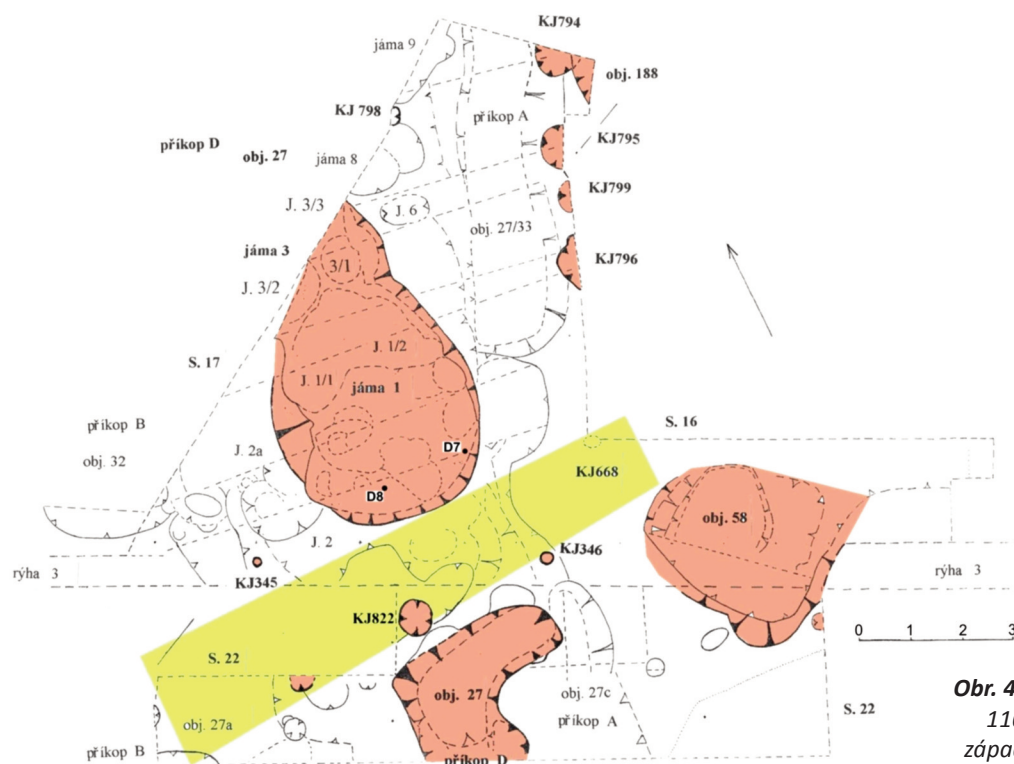 KJ794
jáma 9
obj. 188
KJ 798
příkop A
příkop D
obj. 27
jáma 8
KJ795
J. 3/3
J. 6
KJ799
obj. 27/33
jáma 3
3/1
KJ796
J. 3/2
J. 1/2
S. 17
J. 1/1
jáma 1
příkop B
S. 16
D7
obj. 32
J. 2a
KJ668
D8
obj. 58
J. 2
KJ346
rýha 3
KJ345
rýha 3
KJ822
0 1 2 3
S. 22
obj. 27
obj. 27c
obj. 27a
příkop A
S. 22
příkop B
příkop D
Obr. 4
110
západ